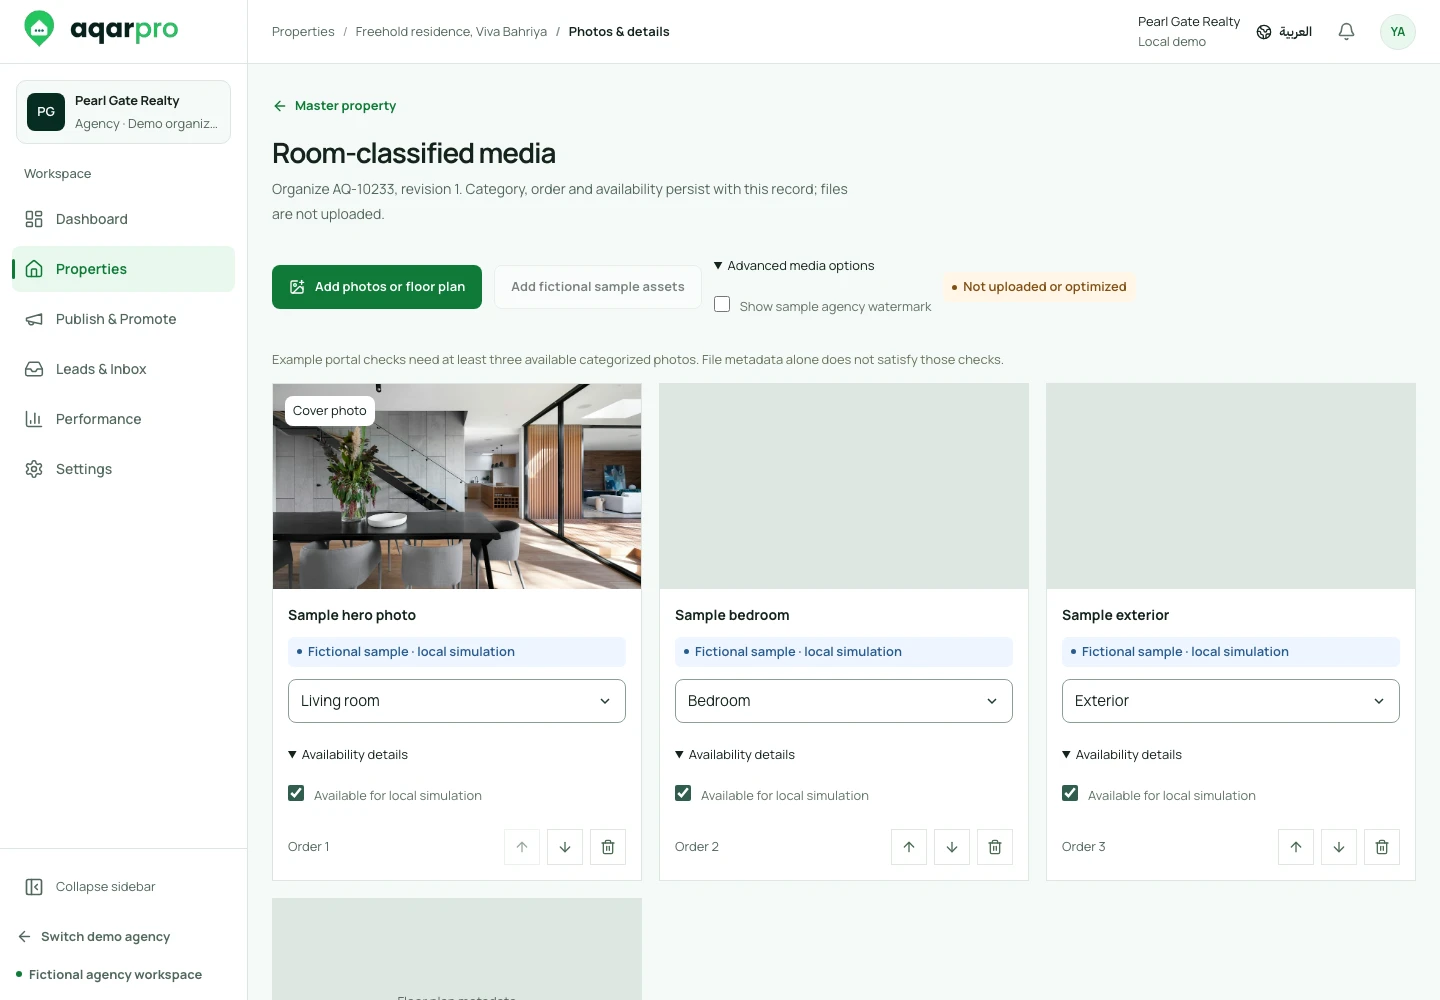 aqarpro
Properties / Freehold residence, Viva Bahriya / Photos & details
Pearl Gate Realty
Local demo
العربية
YA
PG
Pearl Gate Realty
Agency · Demo organiz...
Workspace
Dashboard
Properties
Publish & Promote
Leads & Inbox
Performance
Settings
Collapse sidebar
Switch demo agency
Fictional agency workspace
Master property
Room-classified media
Organize AQ-10233, revision 1. Category, order and availability persist with this record; files
are not uploaded.
Add photos or floor plan
Add fictional sample assets
Advanced media options
Show sample agency watermark
Not uploaded or optimized
Example portal checks need at least three available categorized photos. File metadata alone does not satisfy those checks.
Cover photo
Sample hero photo
Fictional sample · local simulation
Living room
Availability details
Available for local simulation
Order 1
Sample bedroom
Fictional sample · local simulation
Bedroom
Availability details
Available for local simulation
Order 2
Sample exterior
Fictional sample · local simulation
Exterior
Availability details
Available for local simulation
Order 3
Floor plan metadata